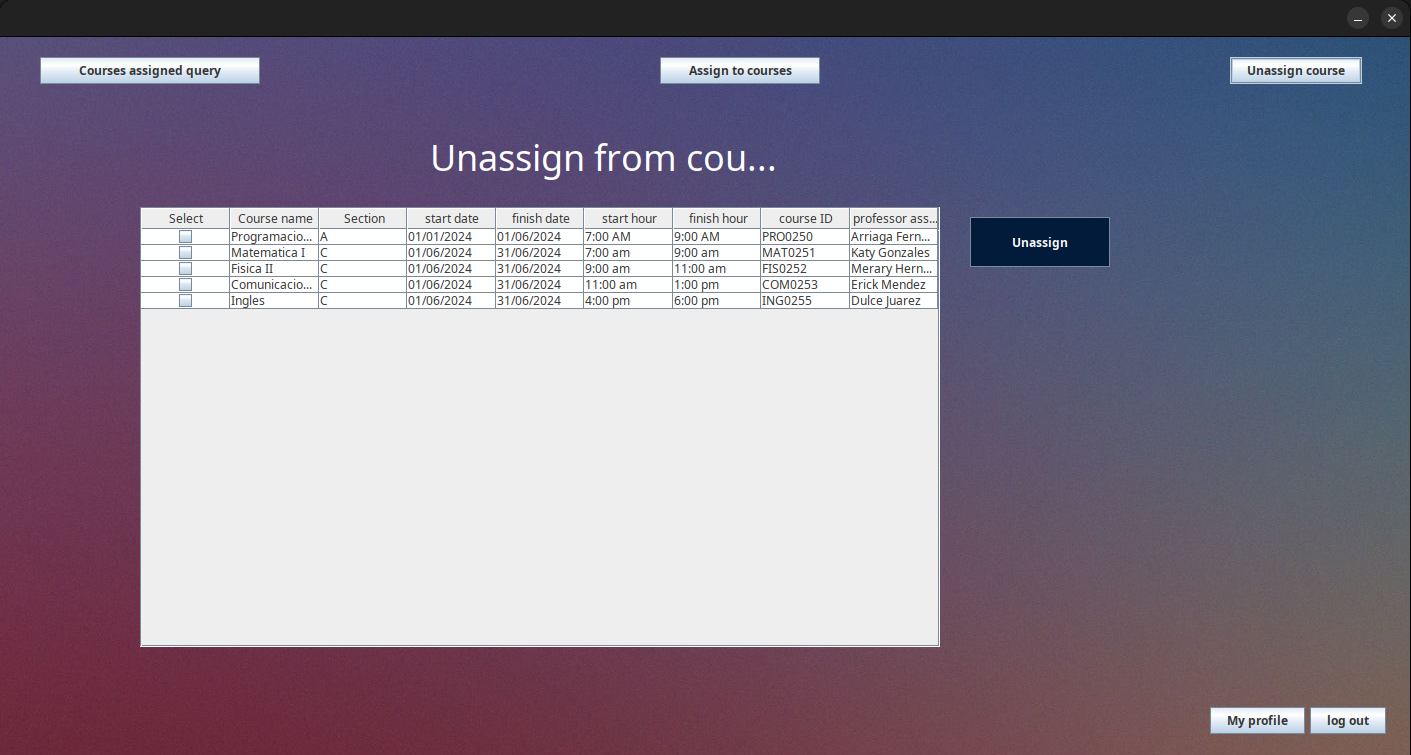 Courses assigned query Assign to courses Unassign course
Unassign from cou...
Select Course name Section start date finish date start hour finish hour course ID professor ass...
Programacio... A 01/01/2024 01/06/2024 7:00 AM 9:00 AM PRO0250 Arriaga Fern...
Matematica I C 01/06/2024 31/06/2024 7:00 am 9:00 am MAT0251 Katy Gonzales
Fisica II C 01/06/2024 31/06/2024 9:00 am 11:00 am FIS0252 Merary Hern...
Comunicacio... C 01/06/2024 31/06/2024 11:00 am 1:00 pm COM0253 Erick Mendez
Ingles C 01/06/2024 31/06/2024 4:00 pm 6:00 pm ING0255 Dulce Juarez
Unassign
My profile log out